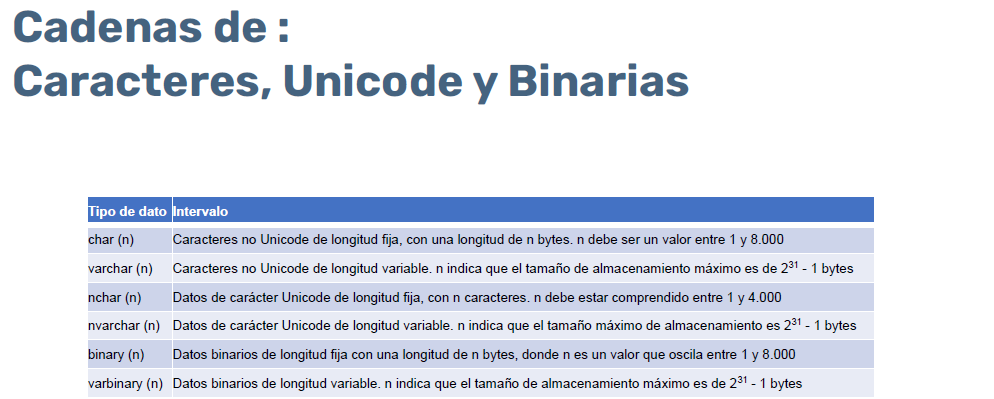 Cadenas de :
Caracteres, Unicode y Binarias
Tipo de dato Intervalo
char (n) Caracteres no Unicode de longitud fija, con una longitud de n bytes. n debe ser un valor entre 1 y 8.000
varchar (n) Caracteres no Unicode de longitud variable. n indica que el tamaño de almacenamiento máximo es de 2³¹ - 1 bytes
nchar (n) Datos de carácter Unicode de longitud fija, con n caracteres. n debe estar comprendido entre 1 y 4.000
nvarchar (n) Datos de carácter Unicode de longitud variable. n indica que el tamaño máximo de almacenamiento es 2³¹ - 1 bytes
binary (n) Datos binarios de longitud fija con una longitud de n bytes, donde n es un valor que oscila entre 1 y 8.000
varbinary (n) Datos binarios de longitud variable. n indica que el tamaño de almacenamiento máximo es de 2³¹ - 1 bytes